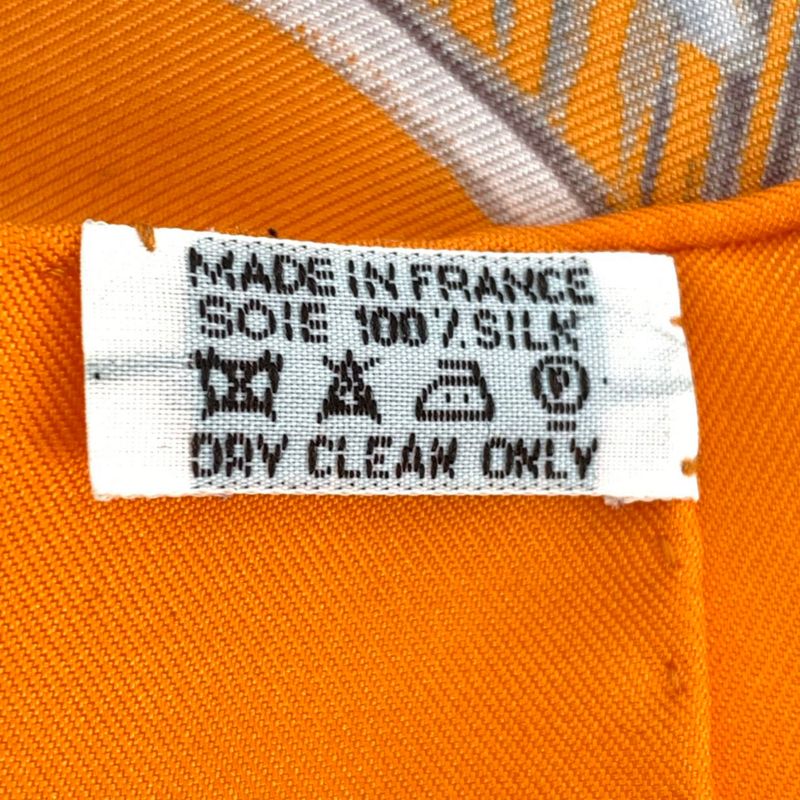 MADE IN FRANCE
SOIE 100% SILK
P
DRY CLEAN ONLY